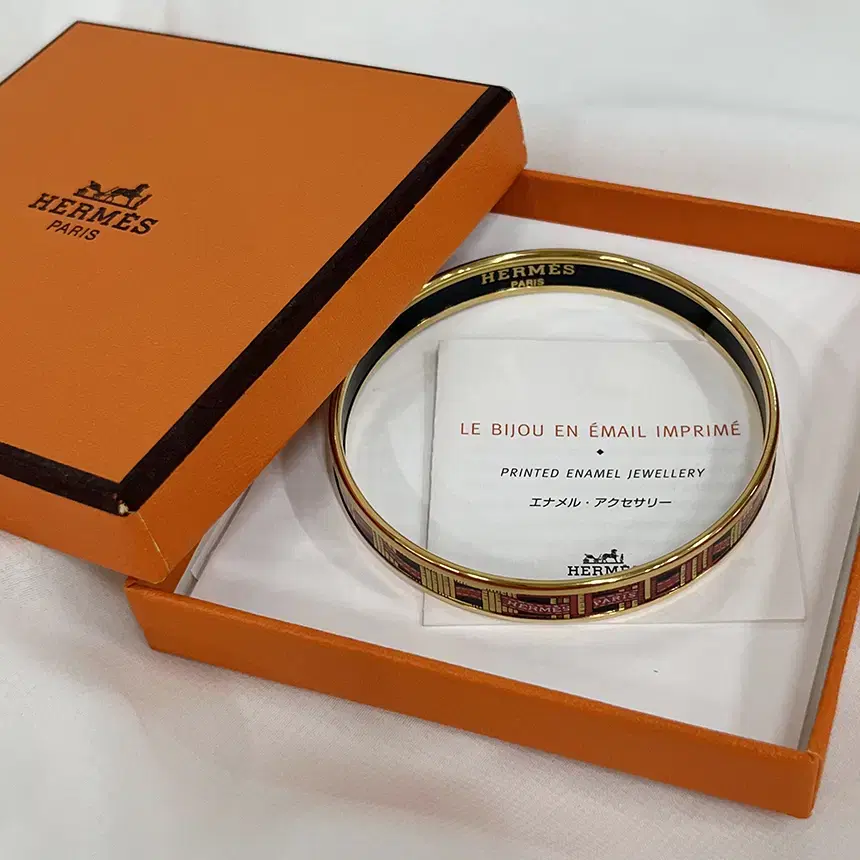 HERMÈS
PARIS
HERMÈS
PARIS
LE BIJOU EN ÉMAIL IMPRIMÉ
PRINTED ENAMEL JEWELLERY
エナメル・アクセサリー
HERMÈS
HERMÈS PARIS